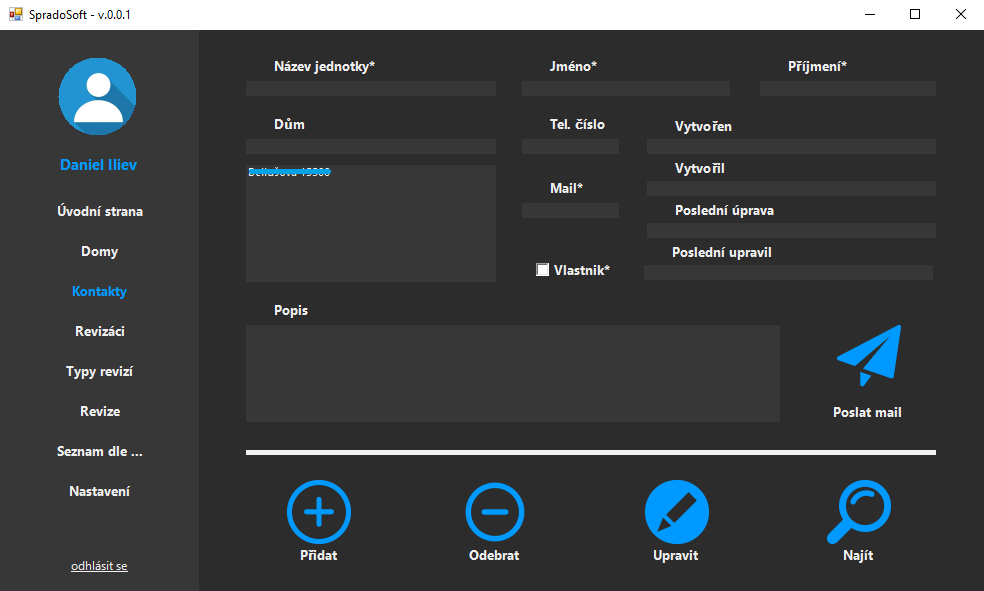 SpradoSoft - v.0.0.1
Daniel Iliev
Úvodní strana
Domy
Kontakty
Revizáci
Typy revizí
Revize
Seznam dle ...
Nastavení
odhlásit se
Název jednotky*
Jméno*
Příjmení*
Dům
Tel. číslo
Vytvořen
Vytvořil
Mail*
Poslední úprava
Poslední upravil
Vlastnik*
Popis
Poslat mail
Přidat
Odebrat
Upravit
Najít